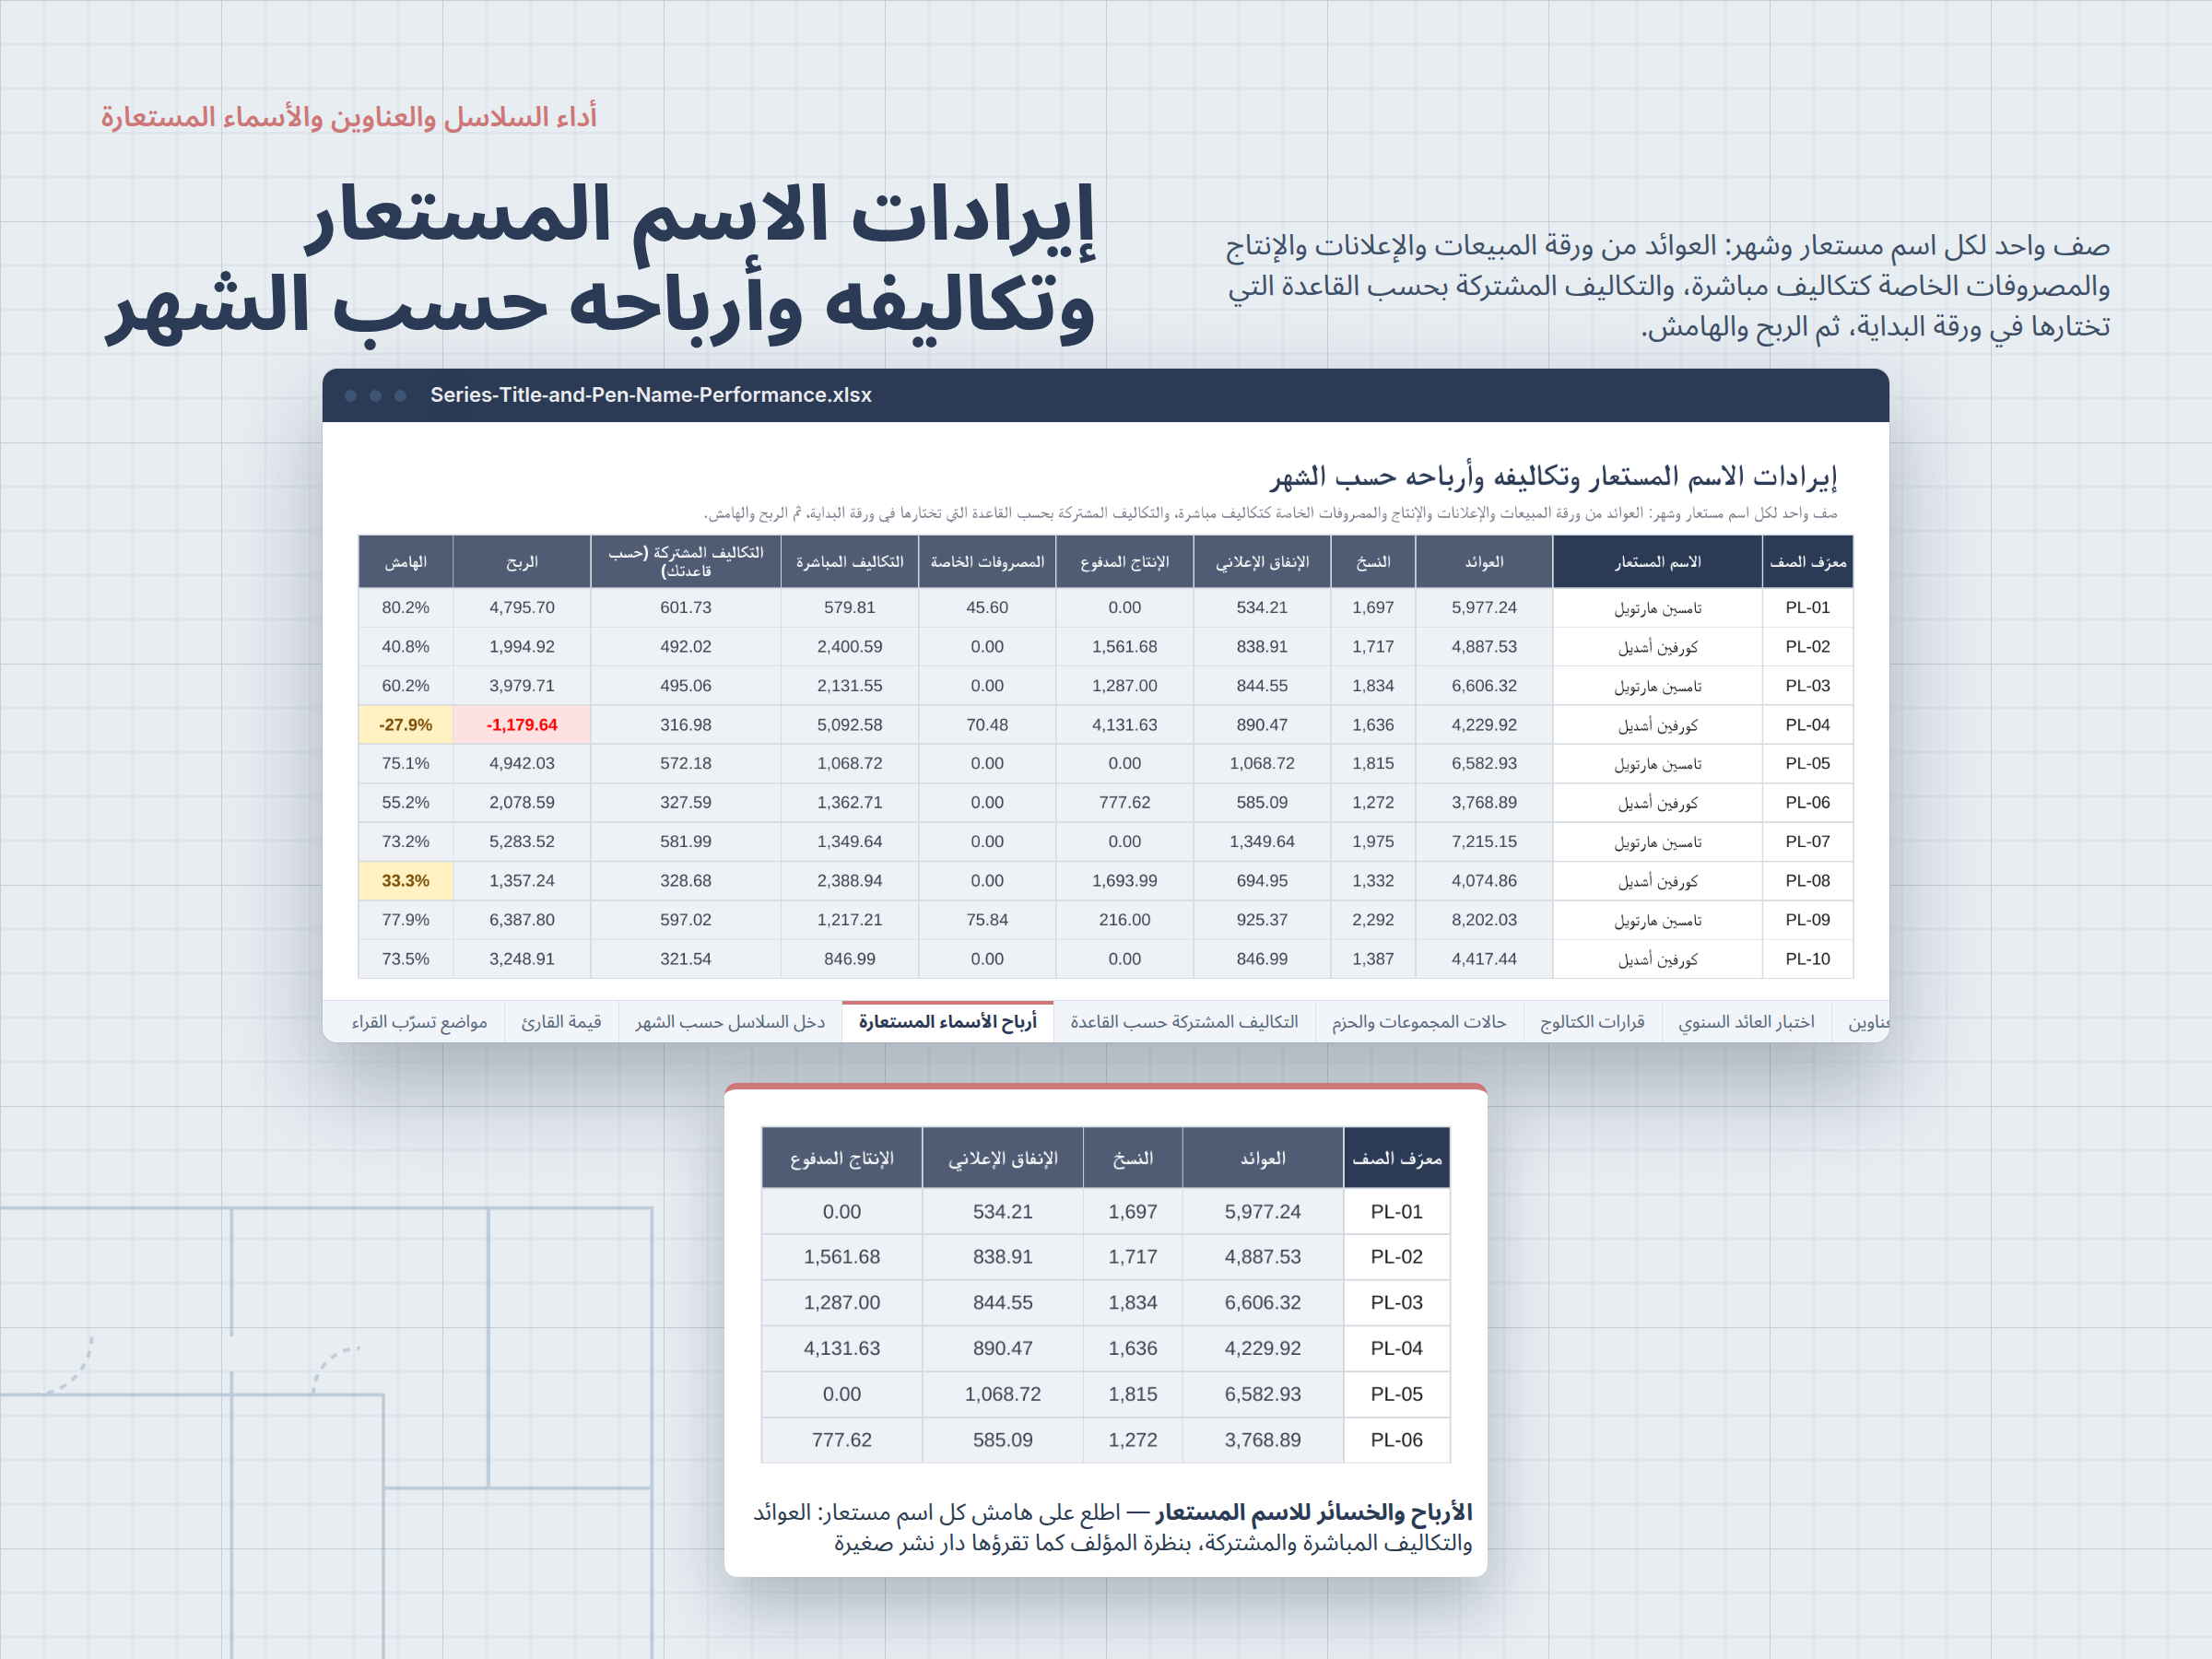 أداء السلاسل والعناوين والأسماء المستعارة
إيرادات الاسم المستعار
وتكاليفه وأرباحه حسب الشهر
صف واحد لكل اسم مستعار وشهر: العوائد من ورقة المبيعات والإعلانات والإنتاج
والمصروفات الخاصة كتكاليف مباشرة، والتكاليف المشتركة بحسب القاعدة التي
تختارها في ورقة البداية، ثم الربح والهامش.
Series-Title-and-Pen-Name-Performance.xlsx
إيرادات الاسم المستعار وتكاليفه وأرباحه حسب الشهر
صف واحد لكل اسم مستعار وشهر: العوائد من ورقة المبيعات والإعلانات والإنتاج والمصروفات الخاصة كتكاليف مباشرة، والتكاليف المشتركة بحسب القاعدة التي تختارها في ورقة البداية، ثم الربح والهامش.
معرّف الصف الاسم المستعار العوائد النسخ الإنفاق الإعلاني الإنتاج المدفوع المصروفات الخاصة التكاليف المباشرة التكاليف المشتركة (حسب قاعدتك) الربح الهامش
PL-01 تامسين هارتويل 5,977.24 1,697 534.21 0.00 45.60 579.81 601.73 4,795.70 80.2%
PL-02 كورفين أشديل 4,887.53 1,717 838.91 1,561.68 0.00 2,400.59 492.02 1,994.92 40.8%
PL-03 تامسين هارتويل 6,606.32 1,834 844.55 1,287.00 0.00 2,131.55 495.06 3,979.71 60.2%
PL-04 كورفين أشديل 4,229.92 1,636 890.47 4,131.63 70.48 5,092.58 316.98 -1,179.64 -27.9%
PL-05 تامسين هارتويل 6,582.93 1,815 1,068.72 0.00 0.00 1,068.72 572.18 4,942.03 75.1%
PL-06 كورفين أشديل 3,768.89 1,272 585.09 777.62 0.00 1,362.71 327.59 2,078.59 55.2%
PL-07 تامسين هارتويل 7,215.15 1,975 1,349.64 0.00 0.00 1,349.64 581.99 5,283.52 73.2%
PL-08 كورفين أشديل 4,074.86 1,332 694.95 1,693.99 0.00 2,388.94 328.68 1,357.24 33.3%
PL-09 تامسين هارتويل 8,202.03 2,292 925.37 216.00 75.84 1,217.21 597.02 6,387.80 77.9%
PL-10 كورفين أشديل 4,417.44 1,387 846.99 0.00 0.00 846.99 321.54 3,248.91 73.5%
اختبار العائد السنوي قرارات الكتالوج حالات المجموعات والحزم التكاليف المشتركة حسب القاعدة أرباح الأسماء المستعارة دخل السلاسل حسب الشهر قيمة القارئ مواضع تسرّب القراء
معرّف الصف العوائد النسخ الإنفاق الإعلاني الإنتاج المدفوع
PL-01 5,977.24 1,697 534.21 0.00
PL-02 4,887.53 1,717 838.91 1,561.68
PL-03 6,606.32 1,834 844.55 1,287.00
PL-04 4,229.92 1,636 890.47 4,131.63
PL-05 6,582.93 1,815 1,068.72 0.00
PL-06 3,768.89 1,272 585.09 777.62
الأرباح والخسائر للاسم المستعار — اطلع على هامش كل اسم مستعار: العوائد
والتكاليف المباشرة والمشتركة، بنظرة المؤلف كما تقرؤها دار نشر صغيرة